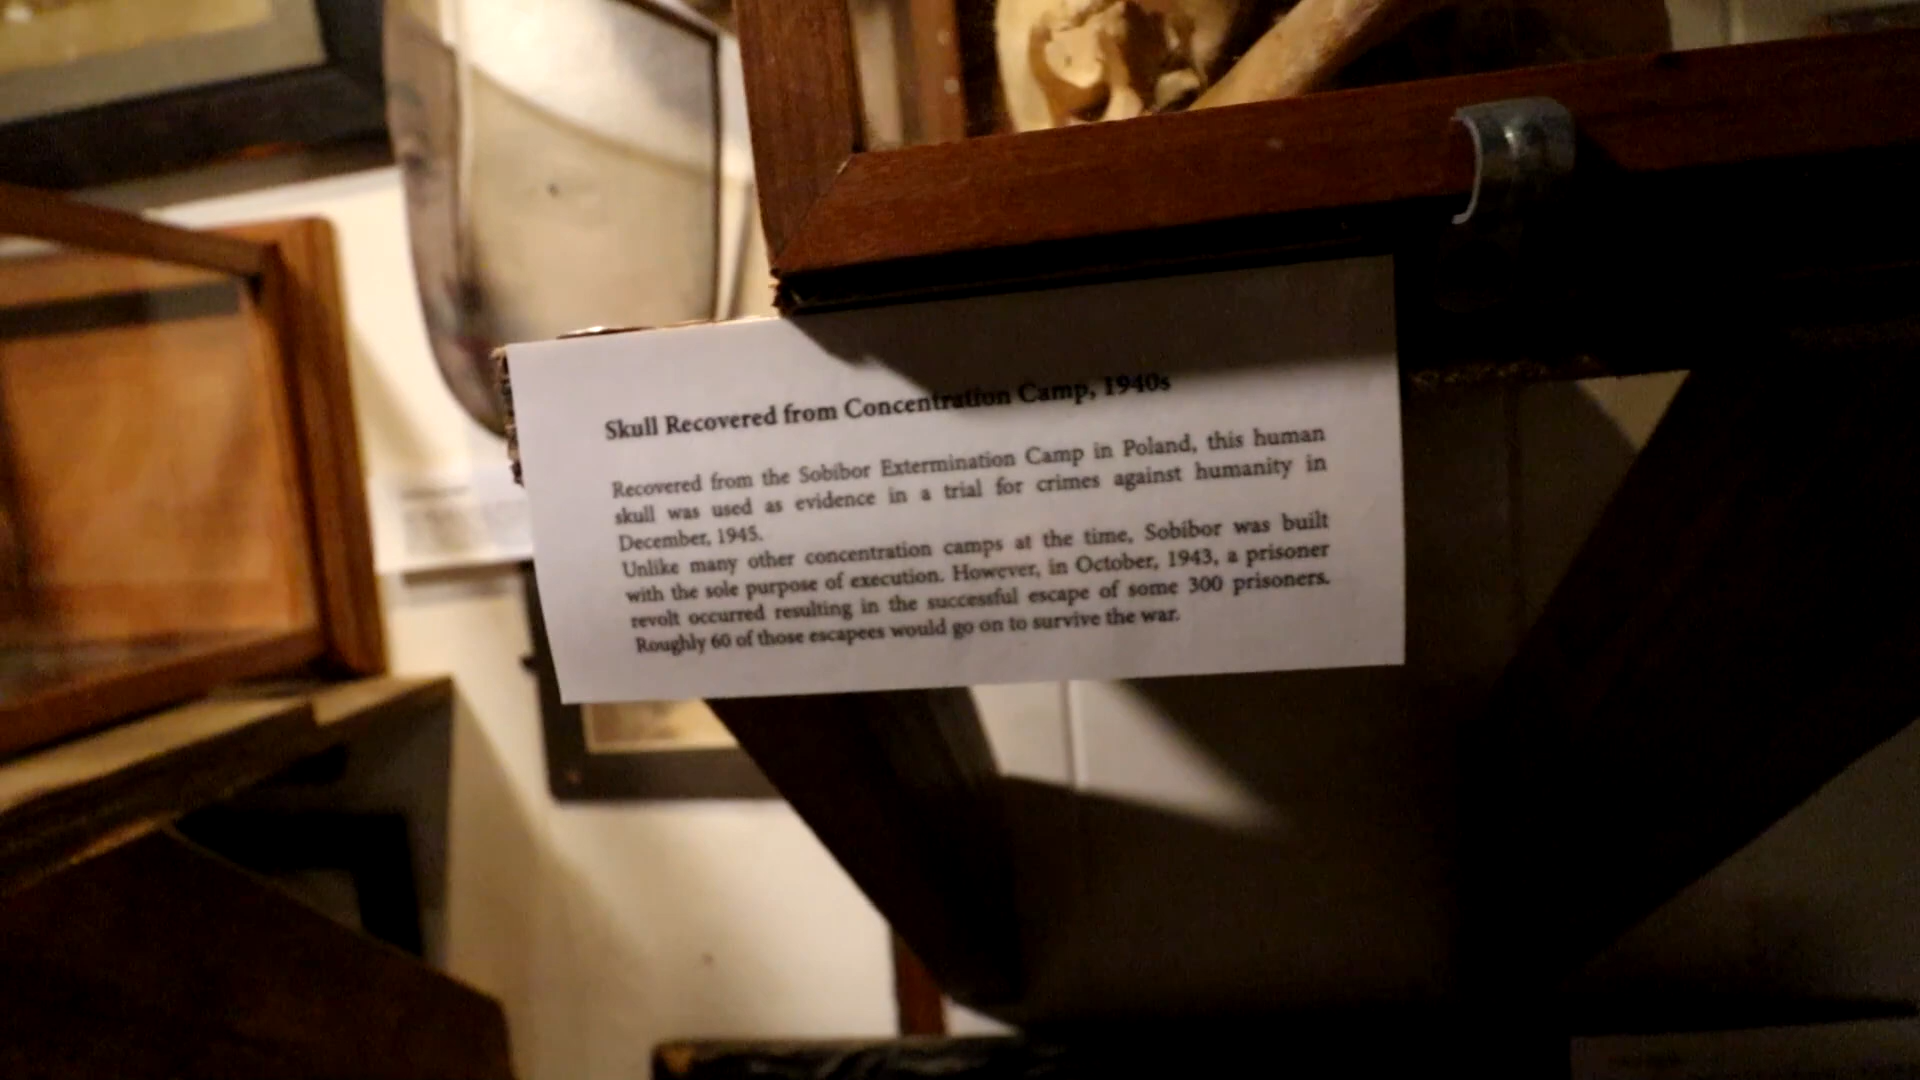 Skull Recovered from Concentration Camp, 1940s
Recovered from the Sobibor Extermination Camp in Poland, this human
skull was used as evidence in a trial for crimes against humanity in
December, 1945.
Unlike many other concentration camps at the time, Sobibor was built
with the sole purpose of execution. However, in October, 1943, a prisoner
revolt occurred resulting in the successful escape of some 300 prisoners.
Roughly 60 of those escapees would go on to survive the war.